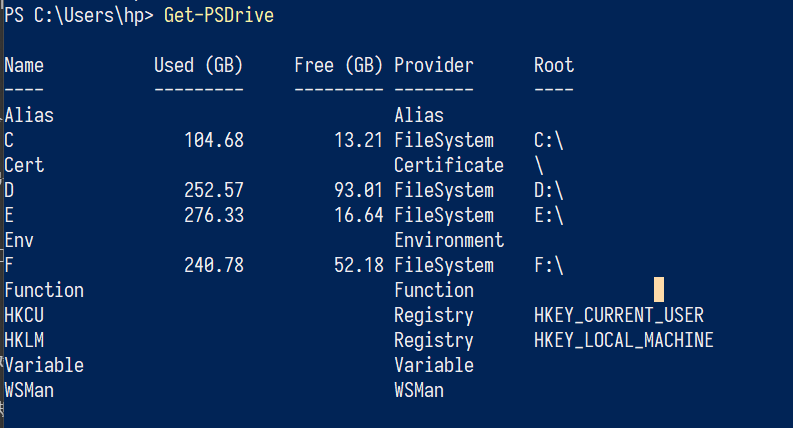 PS C:\Users\hp> Get-PSDrive
Name Used (GB) Free (GB) Provider Root
---- --------- --------- -------- ----
Alias Alias
C 104.68 13.21 FileSystem C:\
Cert Certificate \
D 252.57 93.01 FileSystem D:\
E 276.33 16.64 FileSystem E:\
Env Environment
F 240.78 52.18 FileSystem F:\
Function Function
HKCU Registry HKEY_CURRENT_USER
HKLM Registry HKEY_LOCAL_MACHINE
Variable Variable
WSMan WSMan